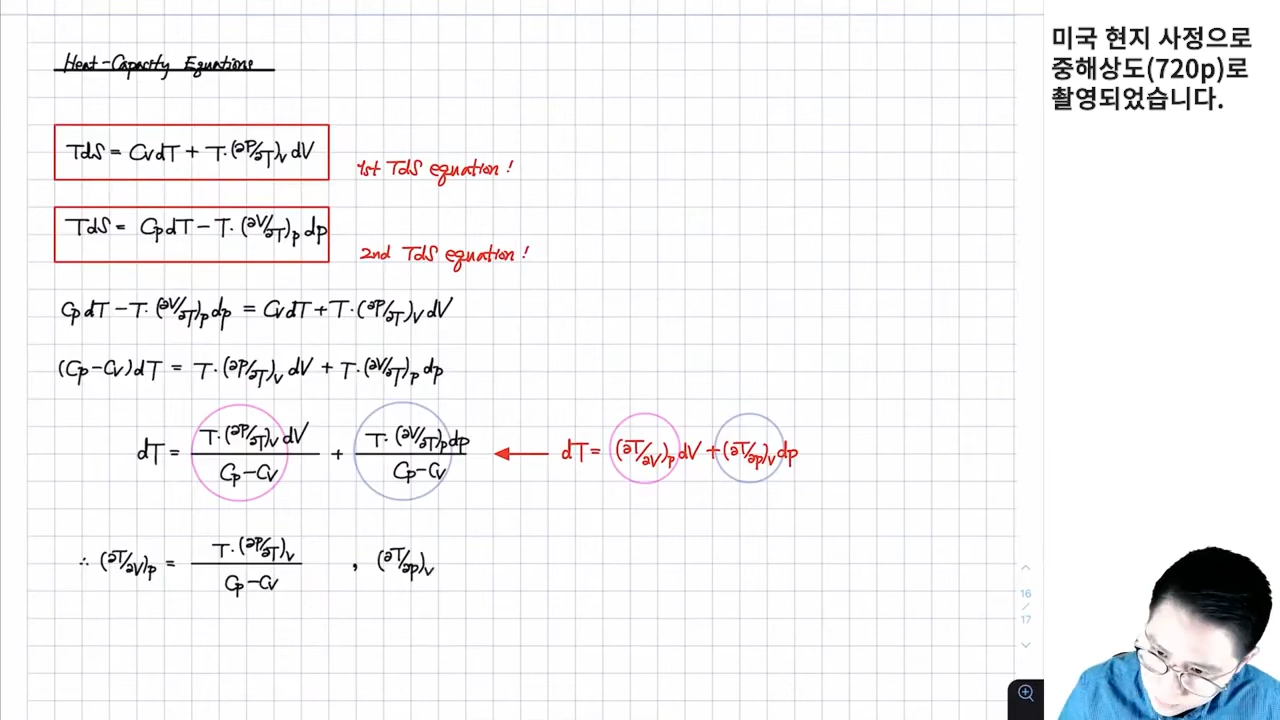 Heat-Capacity Equations
TdS = CvdT + T·(∂P/∂T)v dV
1st TdS equation!
TdS = CpdT − T·(∂V/∂T)p dp
2nd TdS equation!
CpdT − T·(∂V/∂T)p dp = CvdT + T·(∂P/∂T)v dV
(Cp−Cv)dT = T·(∂P/∂T)v dV + T·(∂V/∂T)p dp
dT = T·(∂P/∂T)v dV / Cp−Cv + T·(∂V/∂T)p dp / Cp−Cv ← dT = (∂T/∂V)p dV + (∂T/∂p)v dp
∴ (∂T/∂V)p = T·(∂P/∂T)v / Cp−Cv , (∂T/∂p)v
미국 현지 사정으로
중해상도(720p)로
촬영되었습니다.
16
/
17